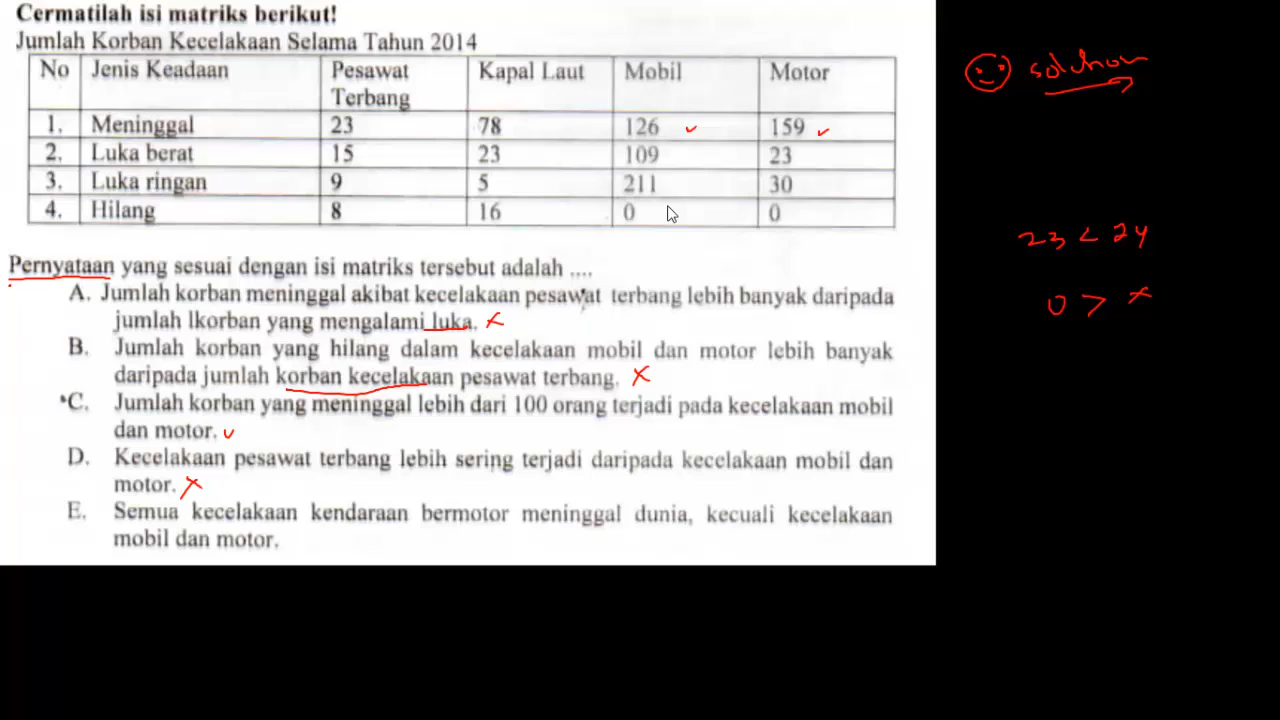 Cermatilah isi matriks berikut!
Jumlah Korban Kecelakaan Selama Tahun 2014
No Jenis Keadaan Pesawat Terbang Kapal Laut Mobil Motor
1. Meninggal 23 78 126 159
2. Luka berat 15 23 109 23
3. Luka ringan 9 5 211 30
4. Hilang 8 16 0 0
Pernyataan yang sesuai dengan isi matriks tersebut adalah ....
A. Jumlah korban meninggal akibat kecelakaan pesawat terbang lebih banyak daripada
jumlah lkorban yang mengalami luka.
B. Jumlah korban yang hilang dalam kecelakaan mobil dan motor lebih banyak
daripada jumlah korban kecelakaan pesawat terbang.
C. Jumlah korban yang meninggal lebih dari 100 orang terjadi pada kecelakaan mobil
dan motor.
D. Kecelakaan pesawat terbang lebih sering terjadi daripada kecelakaan mobil dan
motor.
E. Semua kecelakaan kendaraan bermotor meninggal dunia, kecuali kecelakaan
mobil dan motor.
solution
23 < 24
0 >